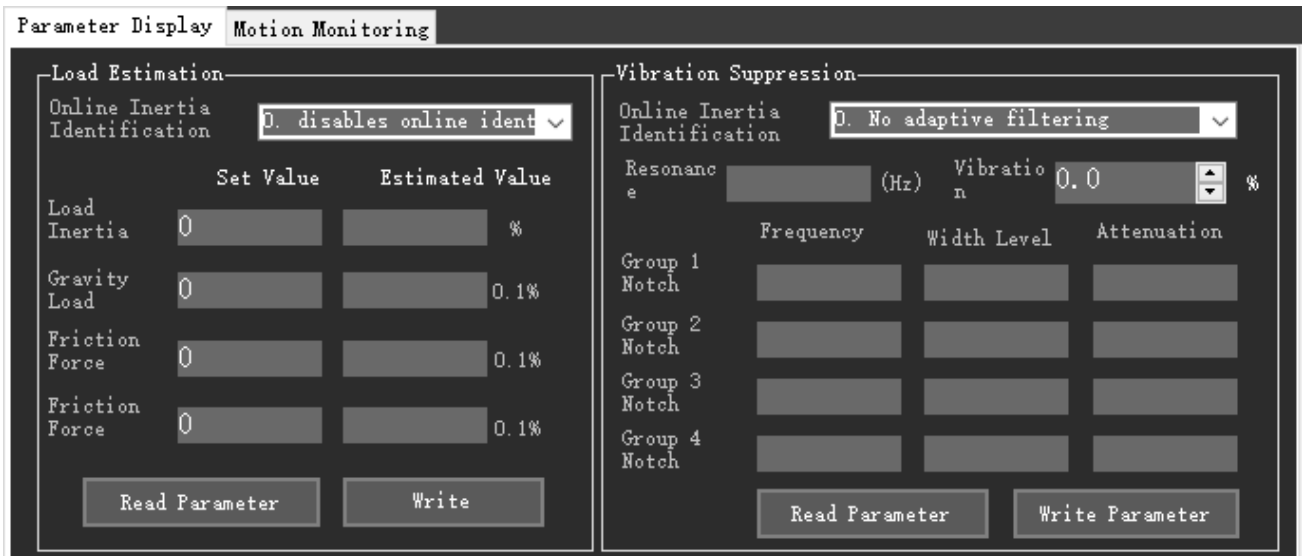 Parameter Display
Motion Monitoring
Load Estimation
Online Inertia
Identification
0. disables online ident
Set Value
Estimated Value
Load
Inertia
0
%
Gravity
Load
0
0.1%
Friction
Force
0
0.1%
Friction
Force
0
0.1%
Read Parameter
Write
Vibration Suppression
Online Inertia
Identification
0. No adaptive filtering
Resonanc
e
(Hz)
Vibratio
n
0.0
%
Frequency
Width Level
Attenuation
Group 1
Notch
Group 2
Notch
Group 3
Notch
Group 4
Notch
Read Parameter
Write Parameter